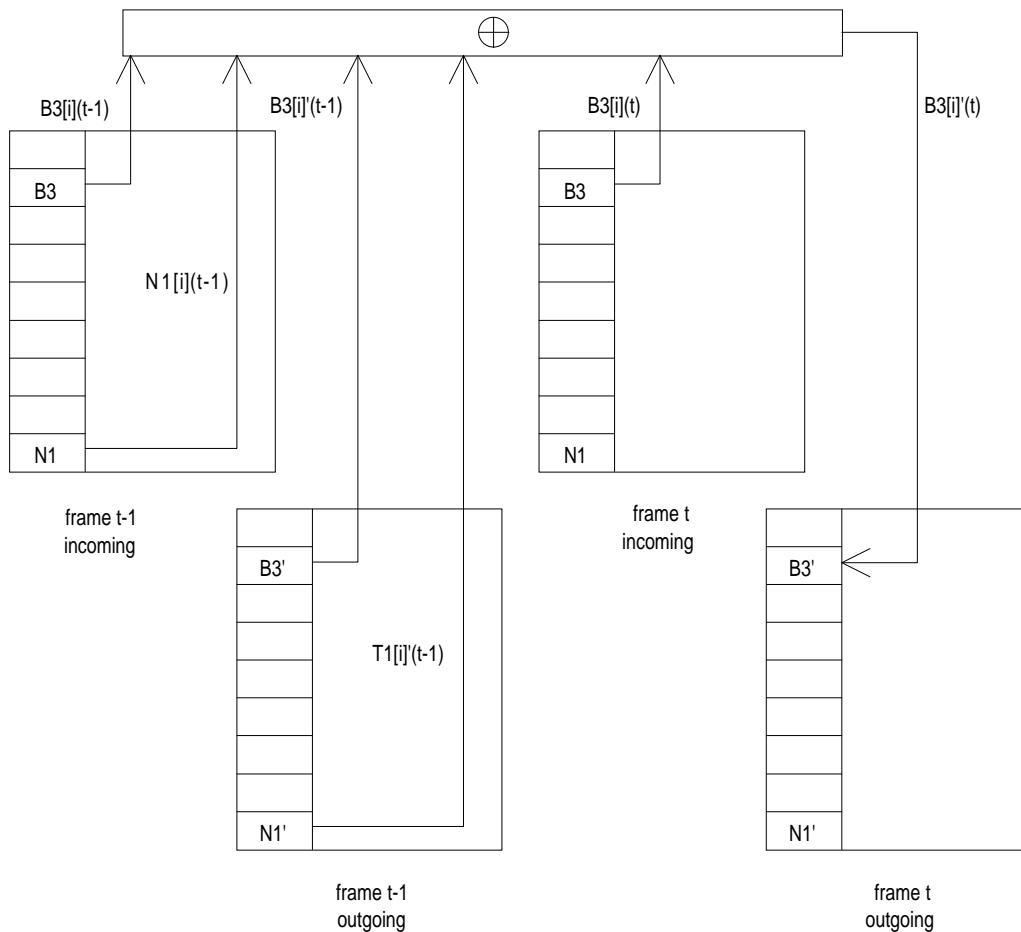 B3[i](t-1)
B3[i]'(t-1)
B3[i](t)
B3[i]'(t)
B3
N1[i](t-1)
N1
frame t-1
incoming
B3
N1
frame t
incoming
B3'
T1[i]'(t-1)
N1'
frame t-1
outgoing
B3'
N1'
frame t
outgoing